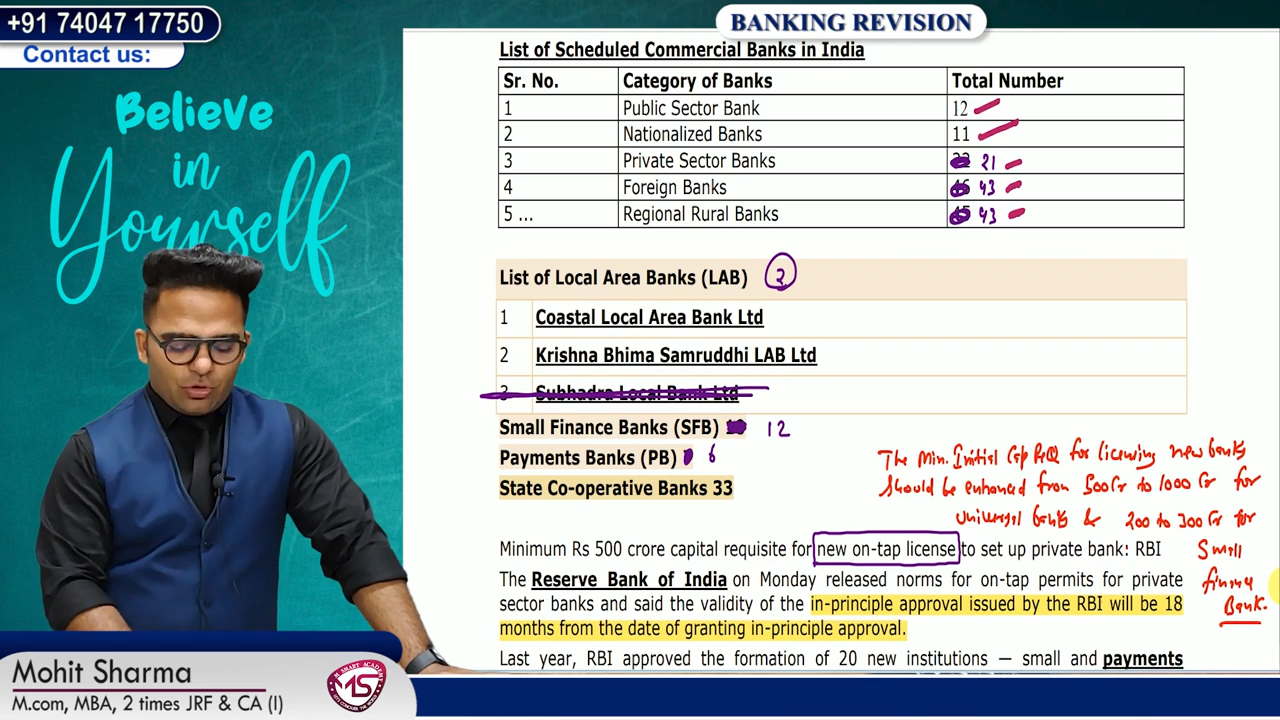 +91 74047 17750
Contact us:
BANKING REVISION
Believe
in
Yourself
List of Scheduled Commercial Banks in India
Sr. No. Category of Banks Total Number
1 Public Sector Bank 12
2 Nationalized Banks 11
3 Private Sector Banks 21
4 Foreign Banks 43
5 ... Regional Rural Banks 43
List of Local Area Banks (LAB) 2
1 Coastal Local Area Bank Ltd
2 Krishna Bhima Samruddhi LAB Ltd
3 Subhadra Local Bank Ltd
Small Finance Banks (SFB) 12
Payments Banks (PB) 6
State Co-operative Banks 33
The Min. Initial Cap Req for licensing new banks
should be enhanced from 500 Cr to 1000 Cr for
universal banks & 200 to 300 Cr for
Small
finance
Bank.
Minimum Rs 500 crore capital requisite for new on-tap license to set up private bank: RBI
The Reserve Bank of India on Monday released norms for on-tap permits for private
sector banks and said the validity of the in-principle approval issued by the RBI will be 18
months from the date of granting in-principle approval.
Last year, RBI approved the formation of 20 new institutions — small and payments
Mohit Sharma
M.com, MBA, 2 times JRF & CA (I)
MS